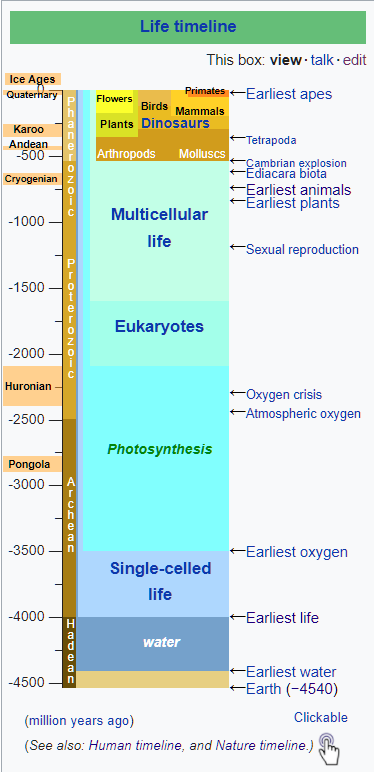 Life timeline
This box: view · talk · edit
Ice Ages
0
Quaternary
Primates
←Earliest apes
Flowers
Birds
Mammals
Plants
Dinosaurs
Karoo
Andean
←Tetrapoda
-500
Arthropods
Molluscs
←Cambrian explosion
←Ediacara biota
Cryogenian
←Earliest animals
←Earliest plants
Phanerozoic
-1000
Multicellular
life
←Sexual reproduction
-1500
Proterozoic
Eukaryotes
-2000
Huronian
←Oxygen crisis
←Atmospheric oxygen
-2500
Photosynthesis
Pongola
-3000
Archean
-3500
←Earliest oxygen
Single-celled
life
-4000
←Earliest life
Hadean
water
←Earliest water
-4500
←Earth (−4540)
(million years ago)
Clickable
(See also: Human timeline, and Nature timeline.)